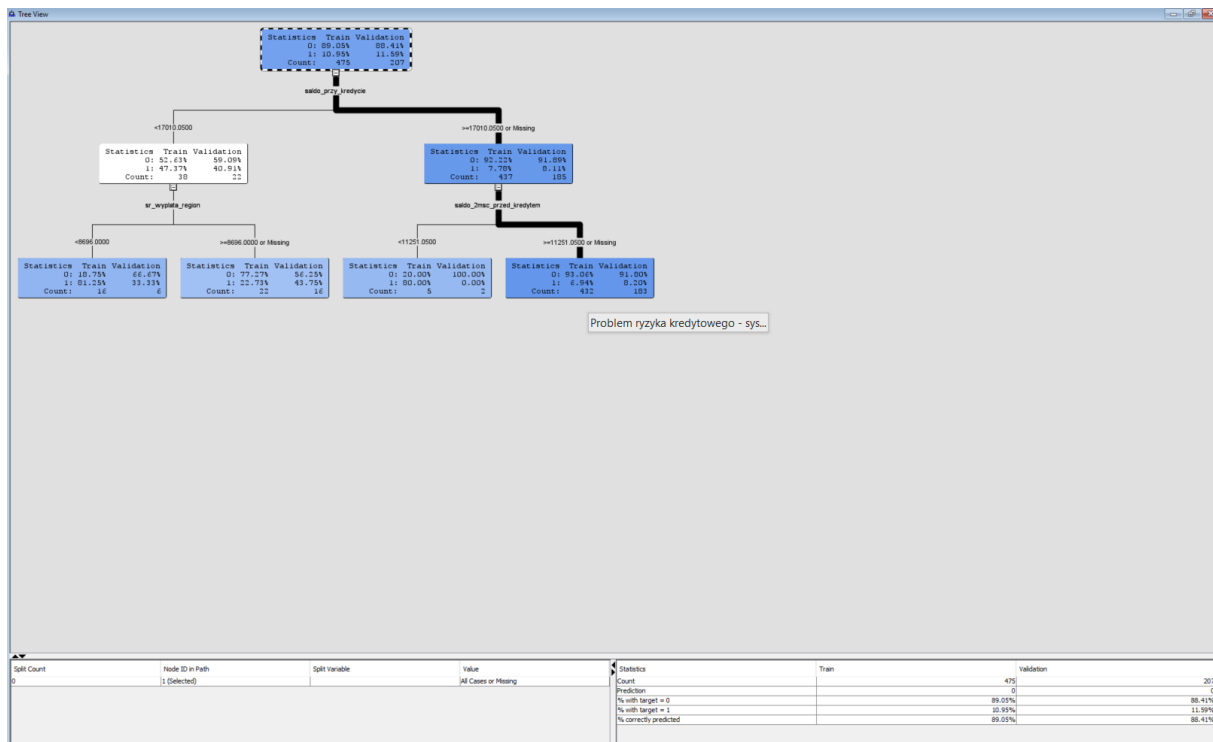 Tree View
Statistics Train Validation
0: 89.05% 88.41%
1: 10.95% 11.59%
Count: 475 207
saldo_przy_kredycie
<17010.0500 >=17010.0500 or Missing
Statistics Train Validation
0: 52.63% 59.09%
1: 47.37% 40.91%
Count: 38 22
Statistics Train Validation
0: 92.22% 91.89%
1: 7.78% 8.11%
Count: 437 185
sr_wyplata_region
saldo_2msc_przed_kredytem
<8696.0000 >=8696.0000 or Missing <11251.0500 >=11251.0500 or Missing
Statistics Train Validation
0: 18.75% 66.67%
1: 81.25% 33.33%
Count: 16 6
Statistics Train Validation
0: 77.27% 56.25%
1: 22.73% 43.75%
Count: 22 16
Statistics Train Validation
0: 20.00% 100.00%
1: 80.00% 0.00%
Count: 5 2
Statistics Train Validation
0: 93.06% 91.80%
1: 6.94% 8.20%
Count: 432 183
Problem ryzyka kredytowego - sys...
Split Count Node ID in Path Split Variable Value
0 1 (Selected) All Cases or Missing
Statistics Train Validation
Count 475 207
Prediction 0 0
% with target = 0 89.05% 88.41%
% with target = 1 10.95% 11.59%
% correctly predicted 89.05% 88.41%